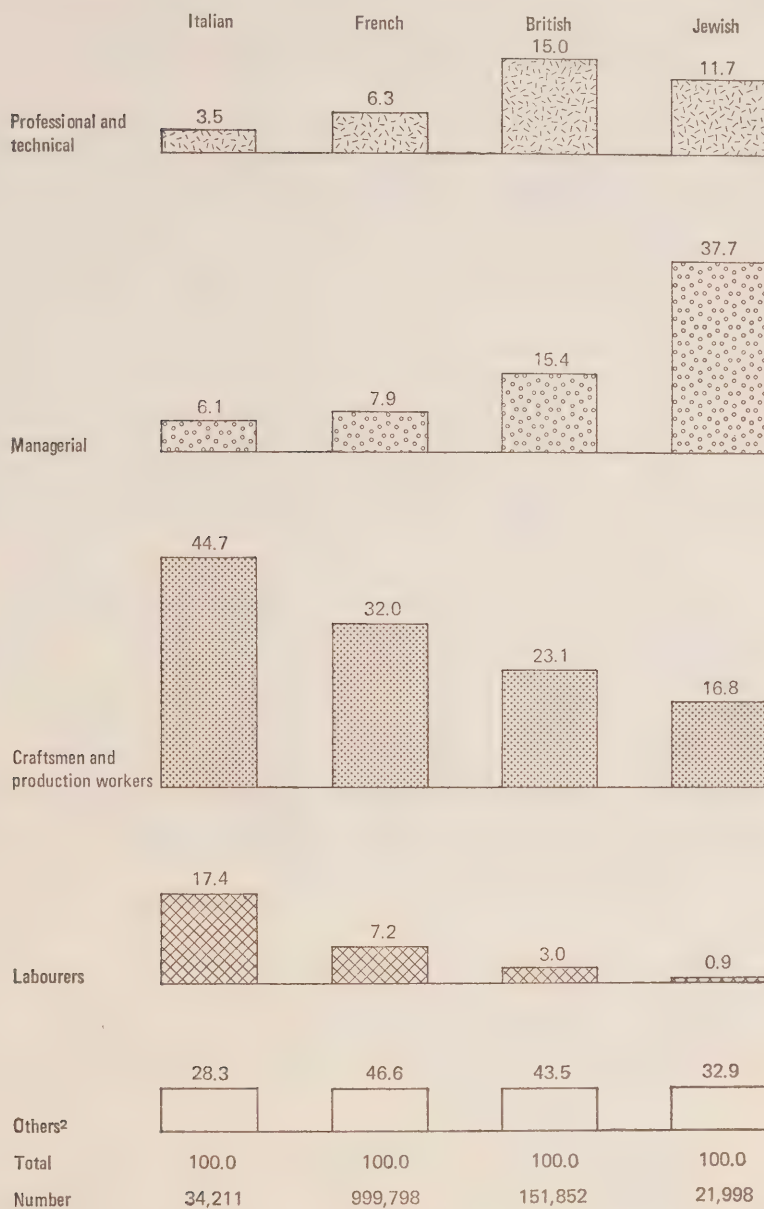 Italian French British Jewish
Professional and technical 3.5 6.3 15.0 11.7
Managerial 6.1 7.9 15.4 37.7
Craftsmen and production workers 44.7 32.0 23.1 16.8
Labourers 17.4 7.2 3.0 0.9
Others² 28.3 46.6 43.5 32.9
Total 100.0 100.0 100.0 100.0
Number 34,211 999,798 151,852 21,998